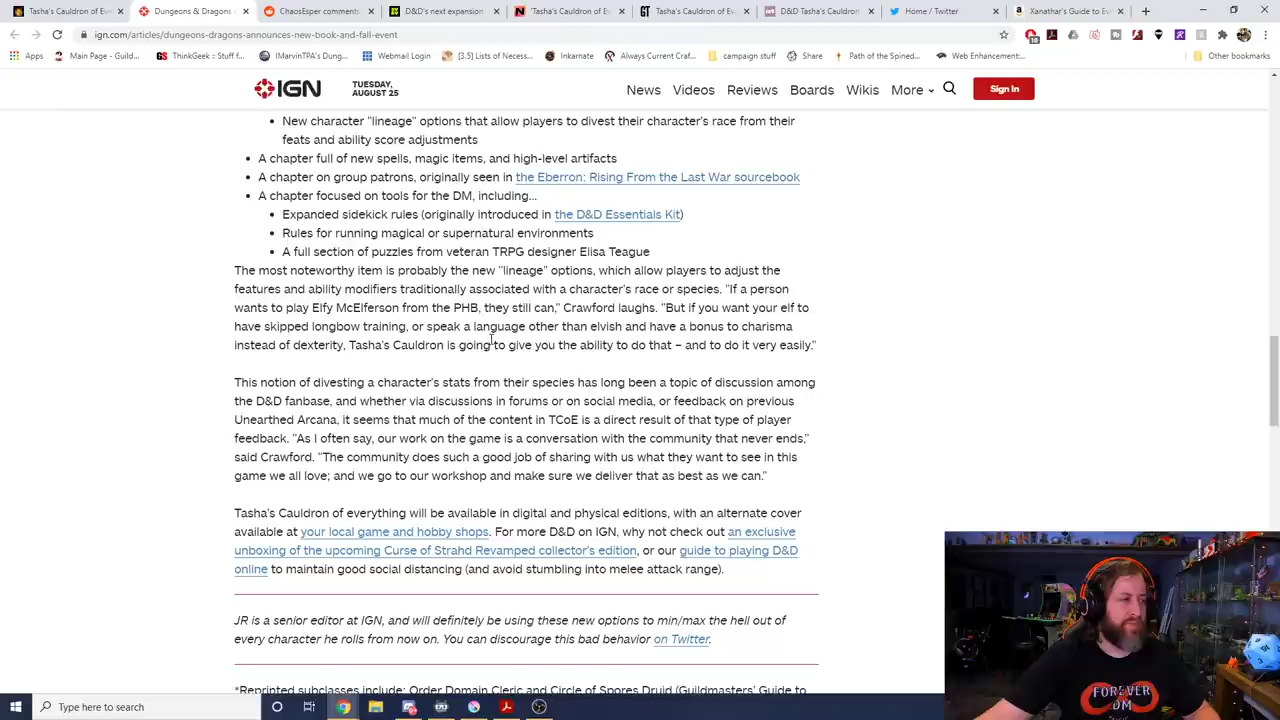 Tasha's Cauldron of Ev
Dungeons & Dragons
ChaosEsper comments
D&D's next expansion
'Tasha's Cauldron of E
Tasha's Cauldron of Ev
D&D Tasha's Cauldron
Home / Twitter
Xanathar's Guide to Ev
ign.com/articles/dungeons-dragons-announces-new-book-and-fall-event
Apps
Main Page - Guild...
ThinkGeek :: Stuff f...
IMarvinTPA's Dung...
Webmail Login
[3.5] Lists of Necess...
Inkarnate
Always Current Craf...
campaign stuff
Share
Path of the Spined...
Web Enhancement:...
Other bookmarks
IGN
TUESDAY,
AUGUST 25
News Videos Reviews Boards Wikis More
Sign In
New character "lineage" options that allow players to divest their character's race from their
feats and ability score adjustments
A chapter full of new spells, magic items, and high-level artifacts
A chapter on group patrons, originally seen in the Eberron: Rising From the Last War sourcebook
A chapter focused on tools for the DM, including...
Expanded sidekick rules (originally introduced in the D&D Essentials Kit)
Rules for running magical or supernatural environments
A full section of puzzles from veteran TRPG designer Elisa Teague
The most noteworthy item is probably the new "lineage" options, which allow players to adjust the
features and ability modifiers traditionally associated with a character's race or species. "If a person
wants to play Elfy McElferson from the PHB, they still can," Crawford laughs. "But if you want your elf to
have skipped longbow training, or speak a language other than elvish and have a bonus to charisma
instead of dexterity, Tasha's Cauldron is going to give you the ability to do that – and to do it very easily."
This notion of divesting a character's stats from their species has long been a topic of discussion among
the D&D fanbase, and whether via discussions in forums or on social media, or feedback on previous
Unearthed Arcana, it seems that much of the content in TCoE is a direct result of that type of player
feedback. "As I often say, our work on the game is a conversation with the community that never ends,"
said Crawford. "The community does such a good job of sharing with us what they want to see in this
game we all love; and we go to our workshop and make sure we deliver that as best as we can."
Tasha's Cauldron of everything will be available in digital and physical editions, with an alternate cover
available at your local game and hobby shops. For more D&D on IGN, why not check out an exclusive
unboxing of the upcoming Curse of Strahd Revamped collector's edition, or our guide to playing D&D
online to maintain good social distancing (and avoid stumbling into melee attack range).
JR is a senior editor at IGN, and will definitely be using these new options to min/max the hell out of
every character he rolls from now on. You can discourage this bad behavior on Twitter.
*Reprinted subclasses include: Order Domain Cleric and Circle of Spores Druid (Guildmasters' Guide to
FOREVER
DM
Type here to search